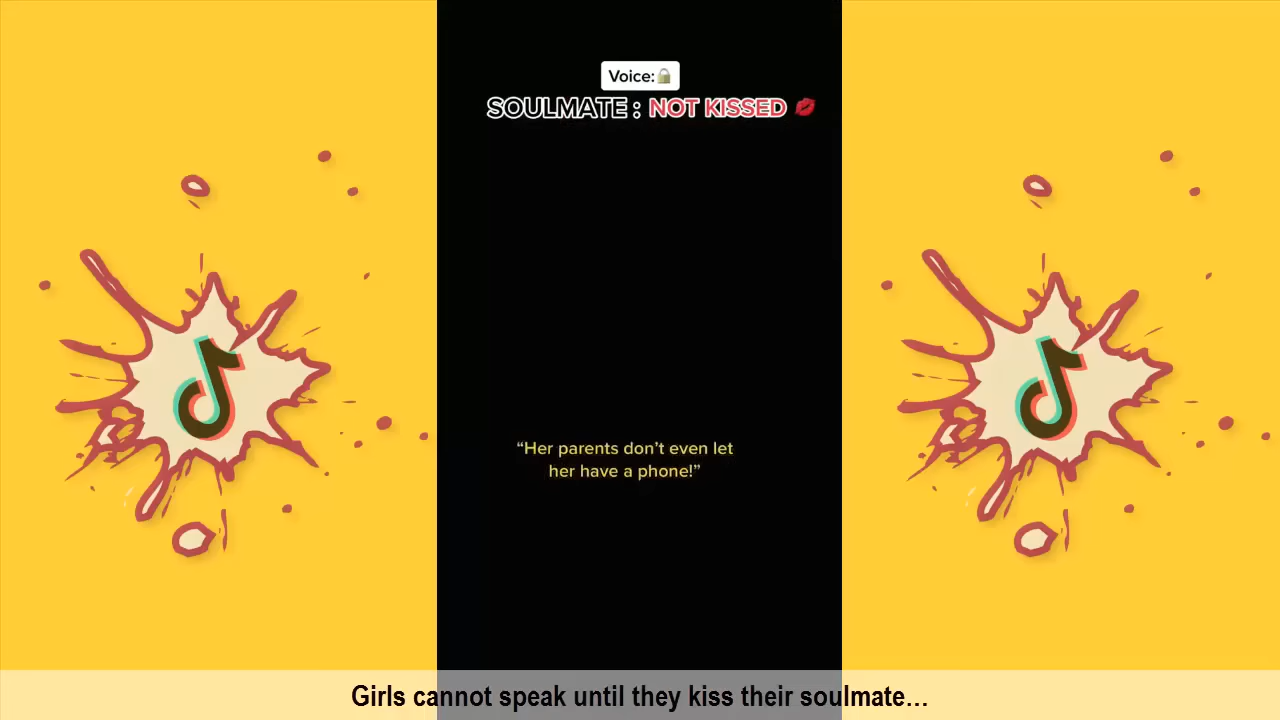 Voice:🔒
SOULMATE : NOT KISSED 💋
“Her parents don’t even let
her have a phone!”
Girls cannot speak until they kiss their soulmate…